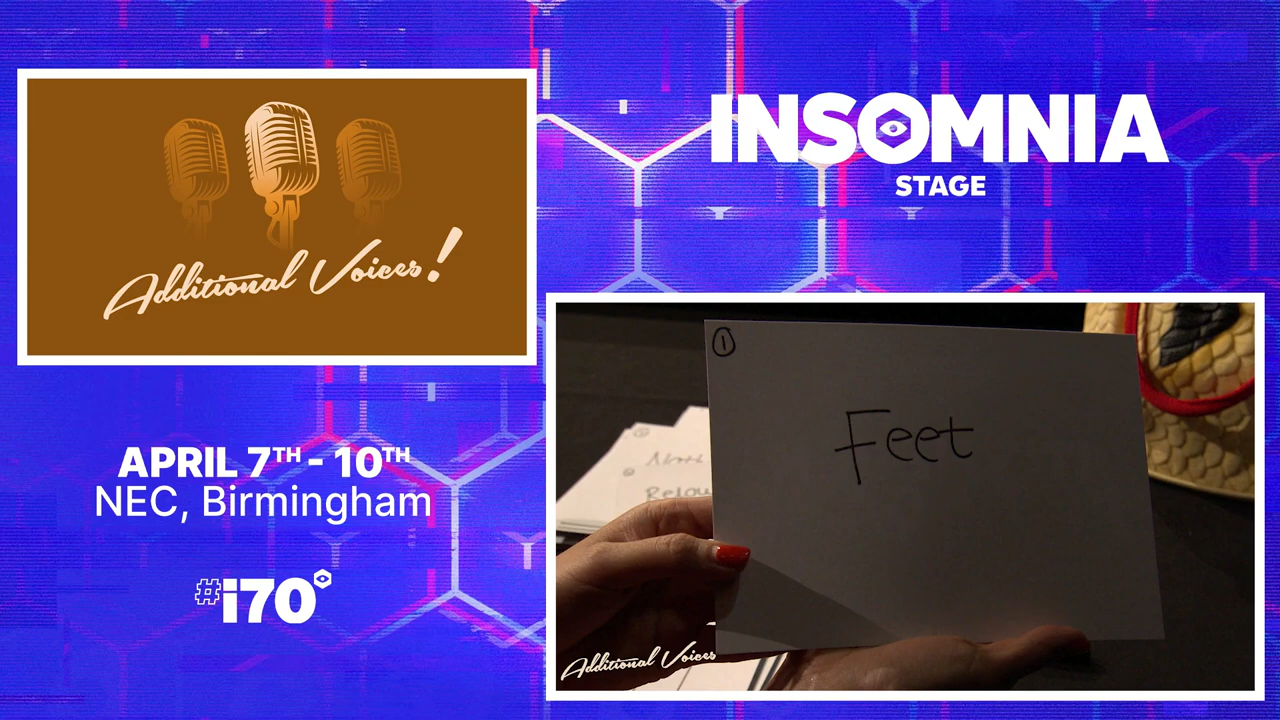 Additional Voices!
INSOMNIA
STAGE
APRIL 7TH - 10TH
NEC, Birmingham
#i70
1
Feet
Additional Voices